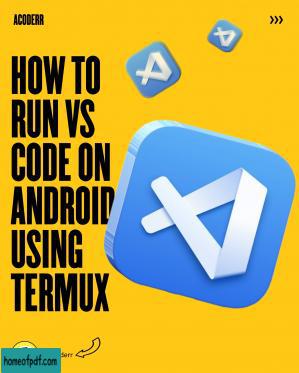 ACODERR
>>>
HOW TO
RUN VS
CODE ON
ANDROID
USING
TERMUX
homeofpdf.com